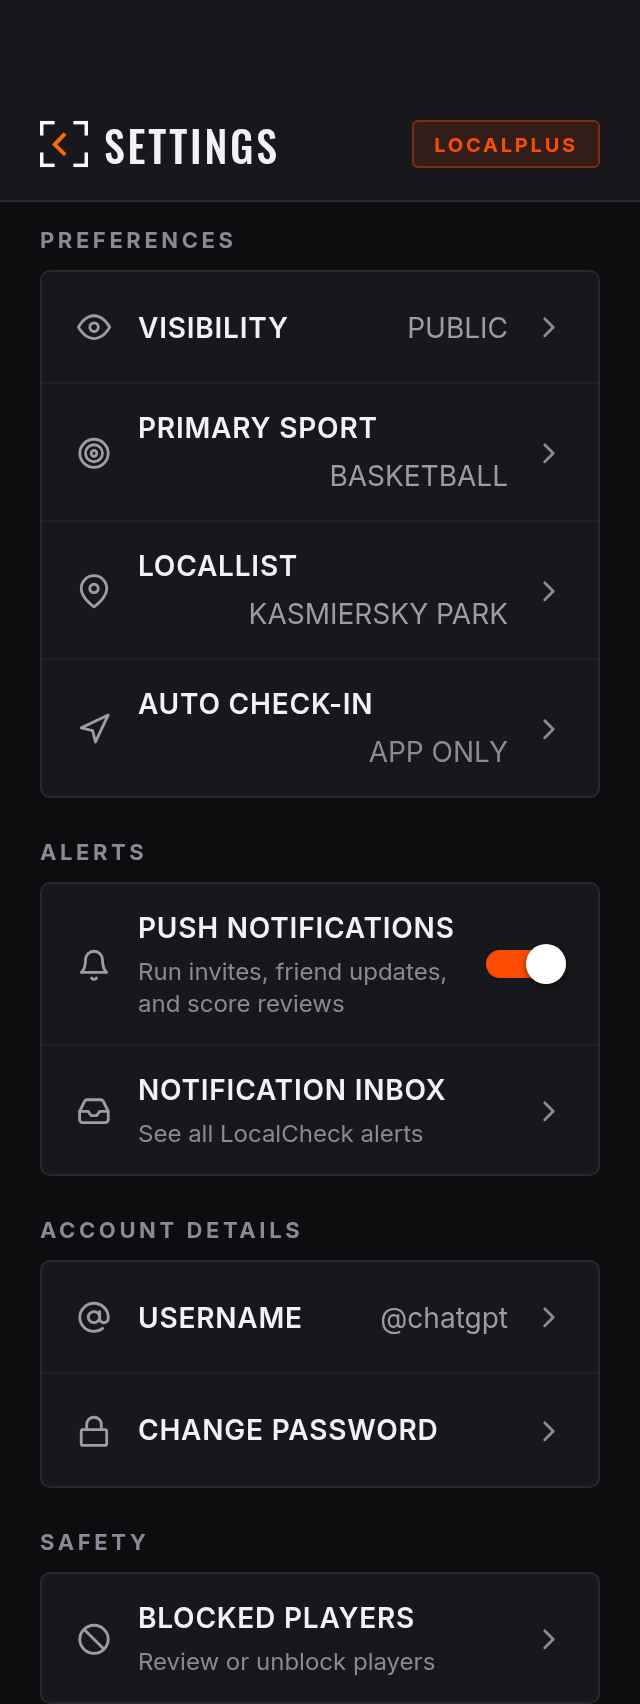 SETTINGS
LOCALPLUS
PREFERENCES
VISIBILITY PUBLIC
PRIMARY SPORT
BASKETBALL
LOCALLIST
KASMIERSKY PARK
AUTO CHECK-IN
APP ONLY
ALERTS
PUSH NOTIFICATIONS
Run invites, friend updates,
and score reviews
NOTIFICATION INBOX
See all LocalCheck alerts
ACCOUNT DETAILS
USERNAME @chatgpt
CHANGE PASSWORD
SAFETY
BLOCKED PLAYERS
Review or unblock players